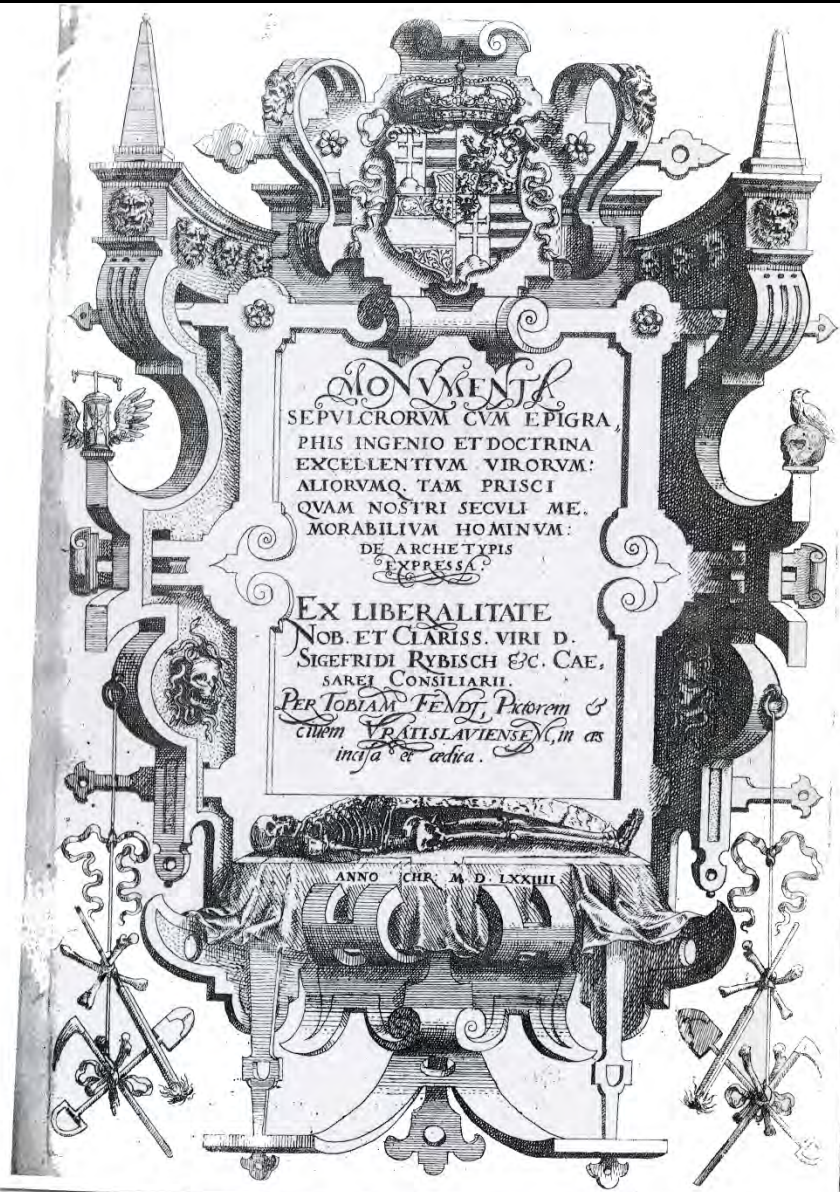 MONVMENTA
SEPVLCRORVM CVM EPIGRA,
PHIS INGENIO ET DOCTRINA
EXCELLENTIVM VIRORVM:
ALIORVMQ. TAM PRISCI
QVAM NOSTRI SECVLI ME,
MORABILIVM HOMINVM:
DE ARCHETYPIS
EXPRESSA.
EX LIBERALITATE
NOB. ET CLARISS. VIRI D.
SIGEFRIDI RYBISCH &C. CAE,
SAREI CONSILIARII.
PER TOBIAM FENDT, Pictorem &
ciuem VRATISLAVIENSEM, in æs
incisa et ædita.
ANNO CHR: M. D. LXXIIII